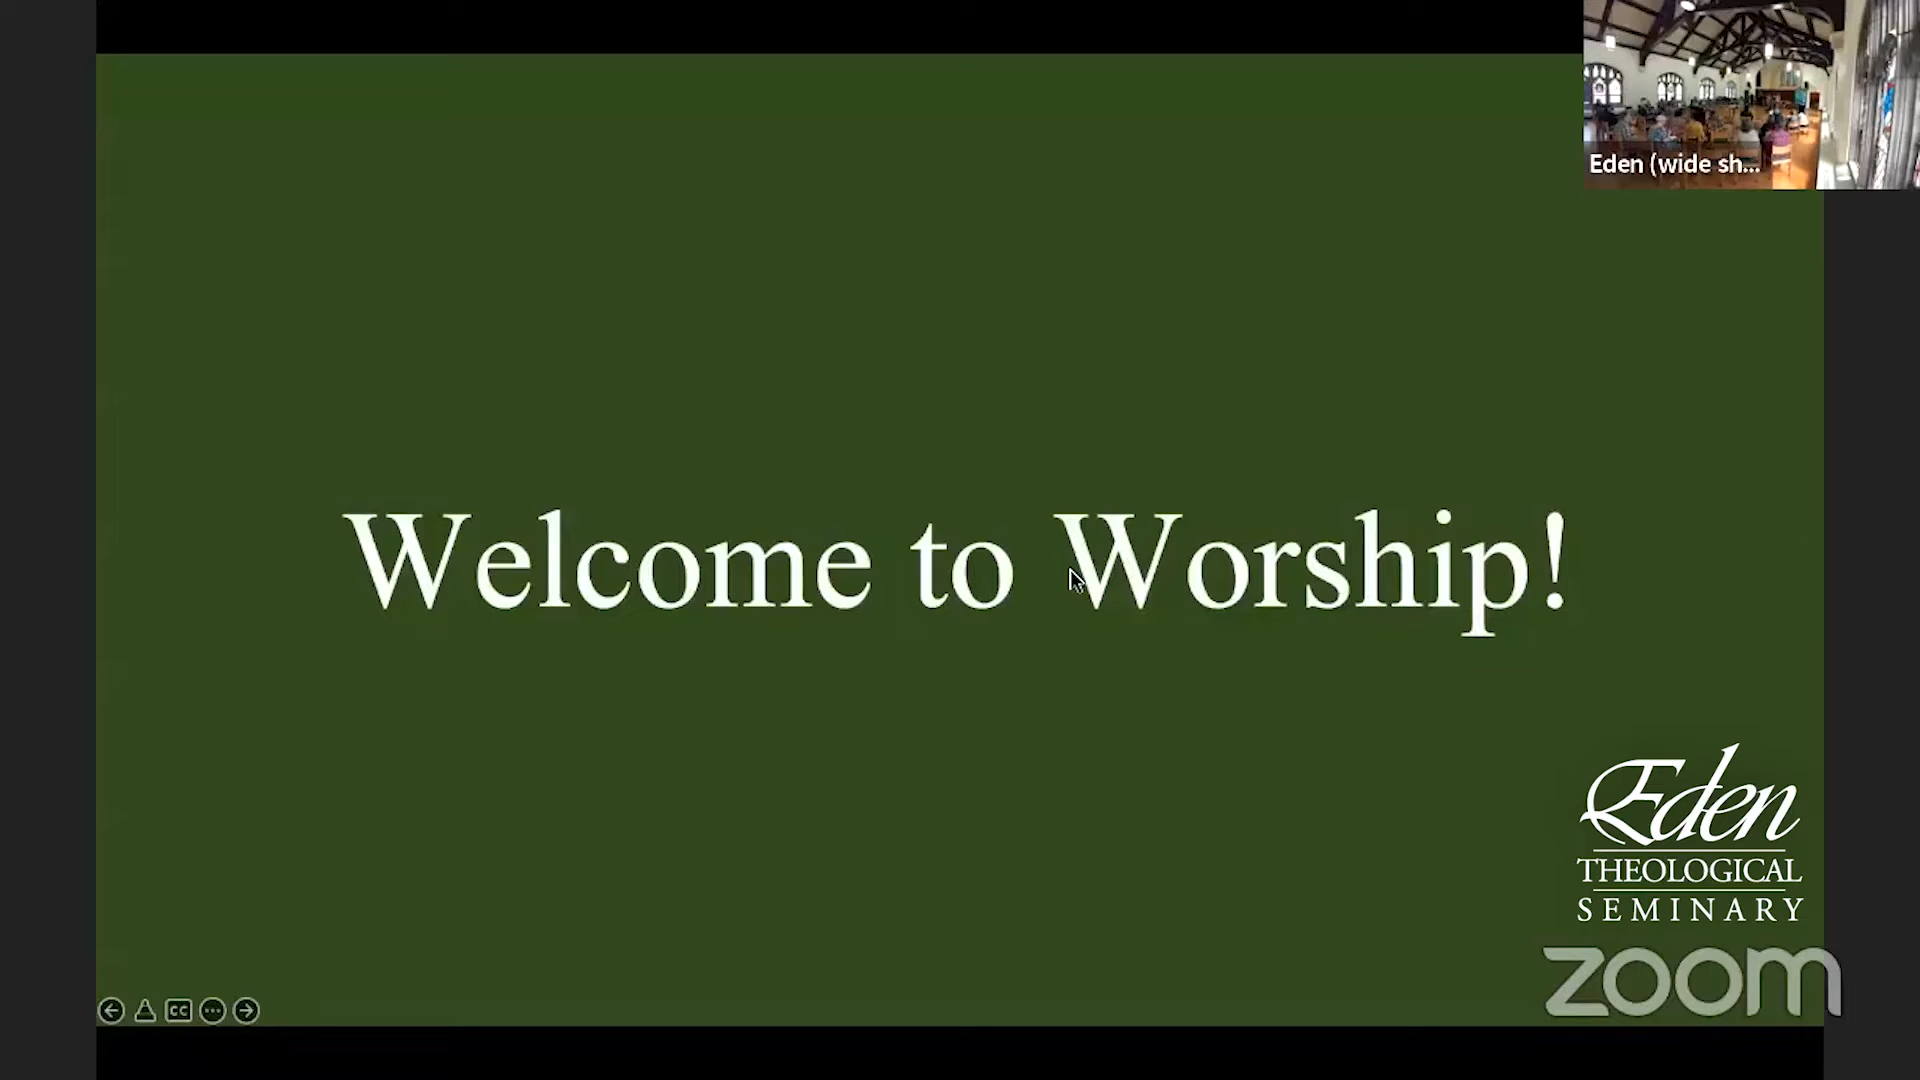 Eden (wide sh...
Welcome to Worship!
Eden
THEOLOGICAL
SEMINARY
zoom
CC